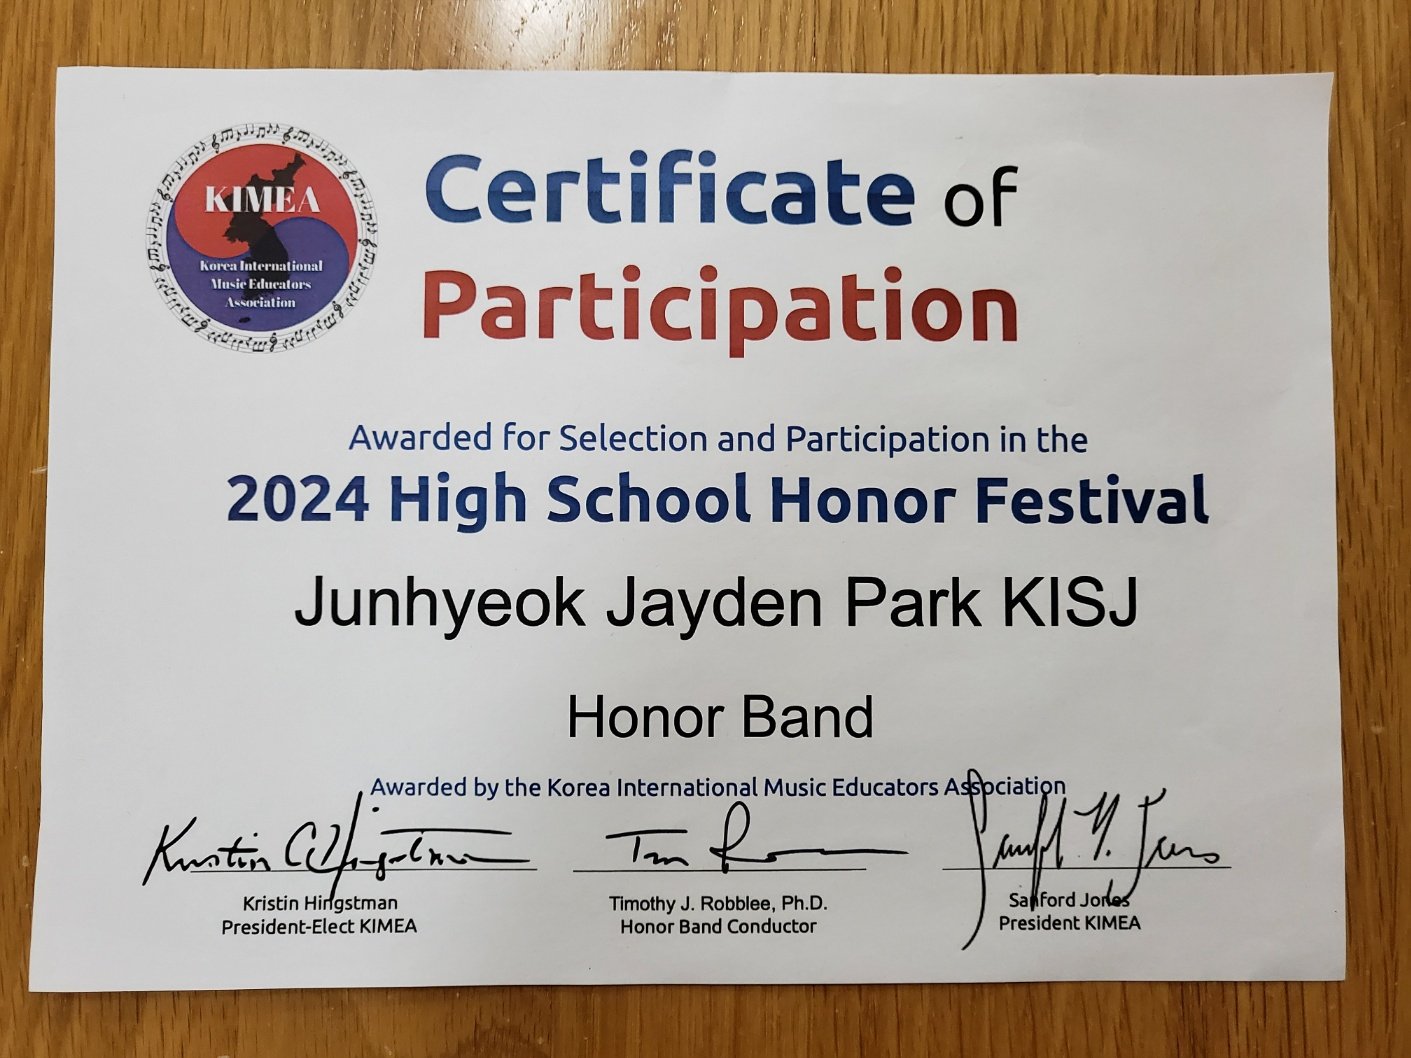 KIMEA
Korea International
Music Educators
Association
Certificate of
Participation
Awarded for Selection and Participation in the
2024 High School Honor Festival
Junhyeok Jayden Park KISJ
Honor Band
Awarded by the Korea International Music Educators Association
Kristin Hingstman
President-Elect KIMEA
Timothy J. Robblee, Ph.D.
Honor Band Conductor
Sanford Jones
President KIMEA